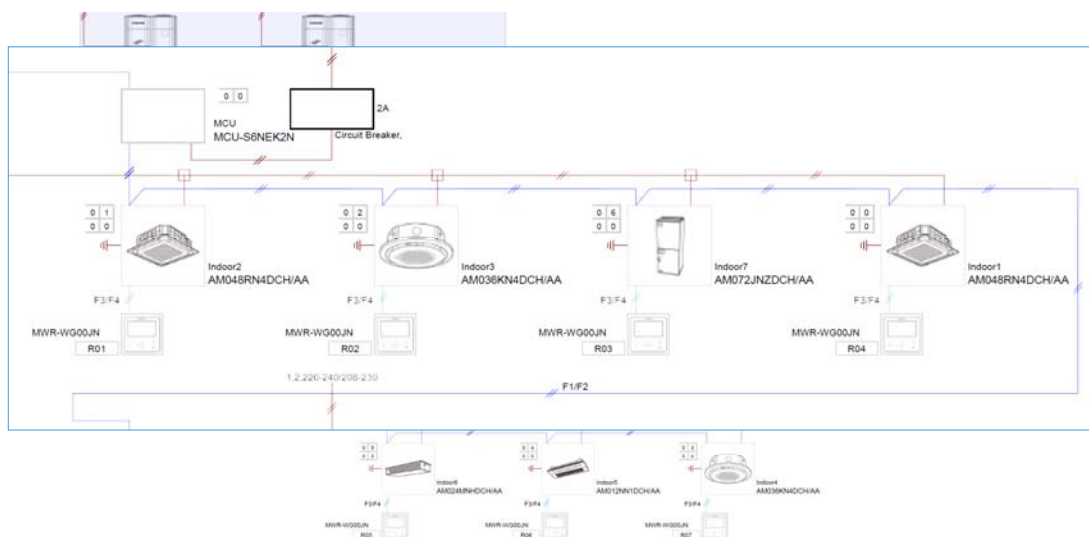 0 0
2A
MCU
MCU-S6NEK2N
Circuit Breaker,
0 1
0 0
0 2
0 0
0 6
0 0
0 0
0 0
Indoor2
AM048RN4DCH/AA
Indoor3
AM036KN4DCH/AA
Indoor7
AM072JNZDCH/AA
Indoor1
AM048RN4DCH/AA
F3/F4
F3/F4
F3/F4
F3/F4
MWR-WG00JN
R01
MWR-WG00JN
R02
MWR-WG00JN
R03
MWR-WG00JN
R04
1,2,220-240/208-230
F1/F2
Indoor6
AM024MNHDCH/AA
Indoor5
AM012NN1DCH/AA
Indoor4
AM036KN4DCH/AA
F3/F4
F3/F4
F3/F4
MWR-WG00JN
R05
MWR-WG00JN
R06
MWR-WG00JN
R07